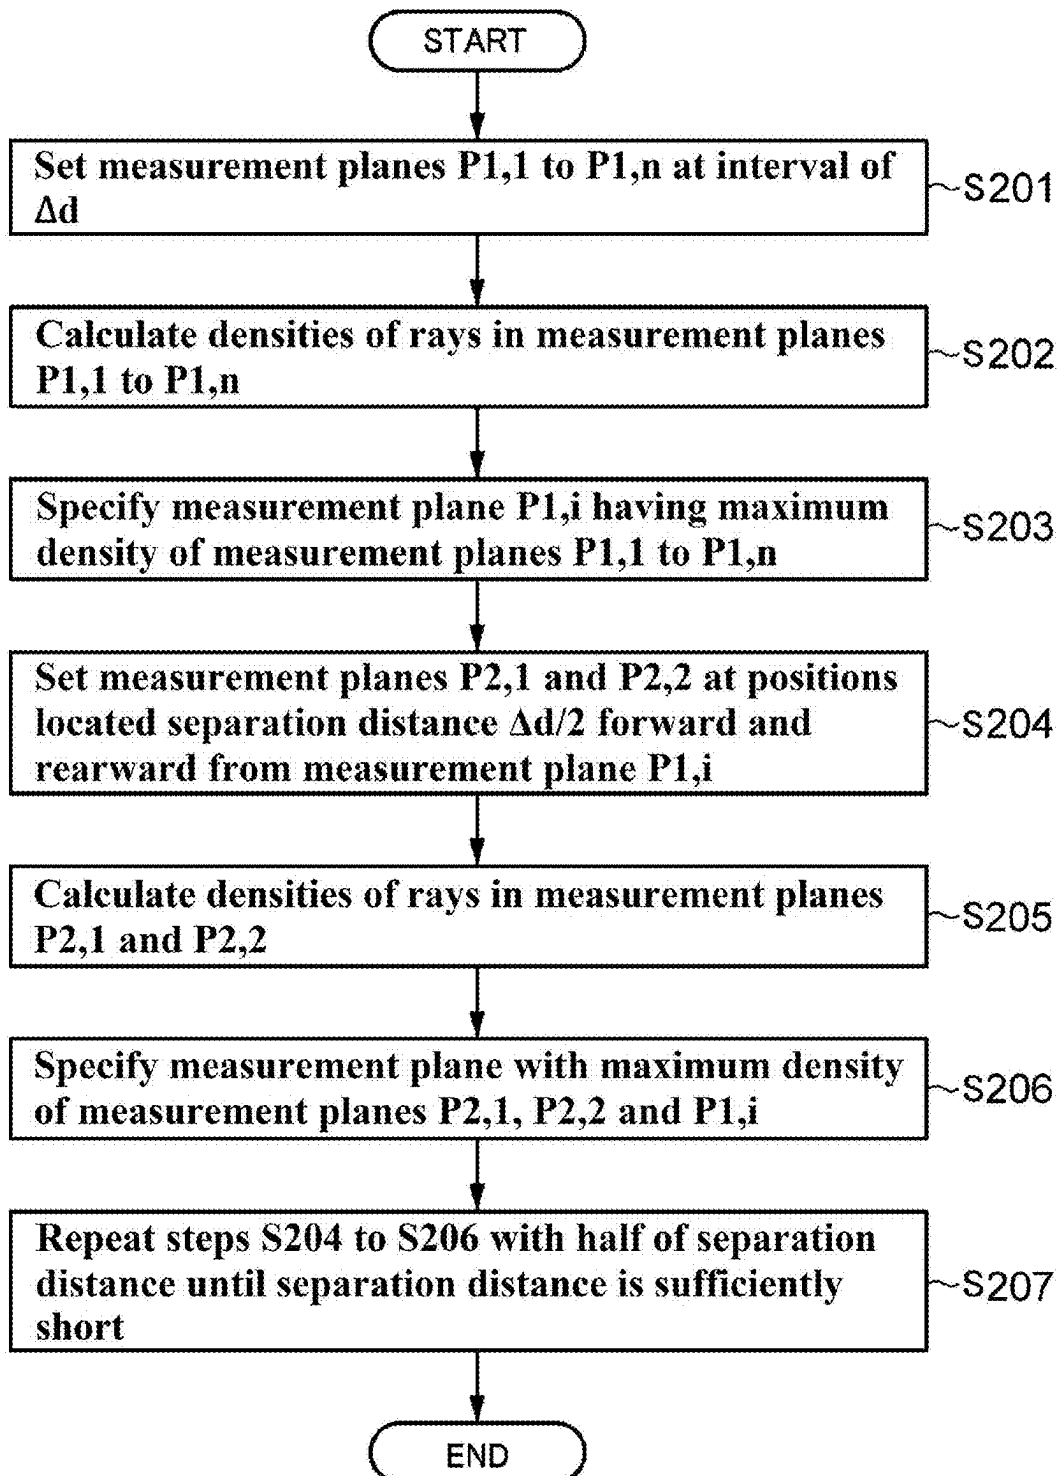 START
Set measurement planes P1,1 to P1,n at interval of
Δd
S201
Calculate densities of rays in measurement planes
P1,1 to P1,n
S202
Specify measurement plane P1,i having maximum
density of measurement planes P1,1 to P1,n
S203
Set measurement planes P2,1 and P2,2 at positions
located separation distance Δd/2 forward and
rearward from measurement plane P1,i
S204
Calculate densities of rays in measurement planes
P2,1 and P2,2
S205
Specify measurement plane with maximum density
of measurement planes P2,1, P2,2 and P1,i
S206
Repeat steps S204 to S206 with half of separation
distance until separation distance is sufficiently
short
S207
END